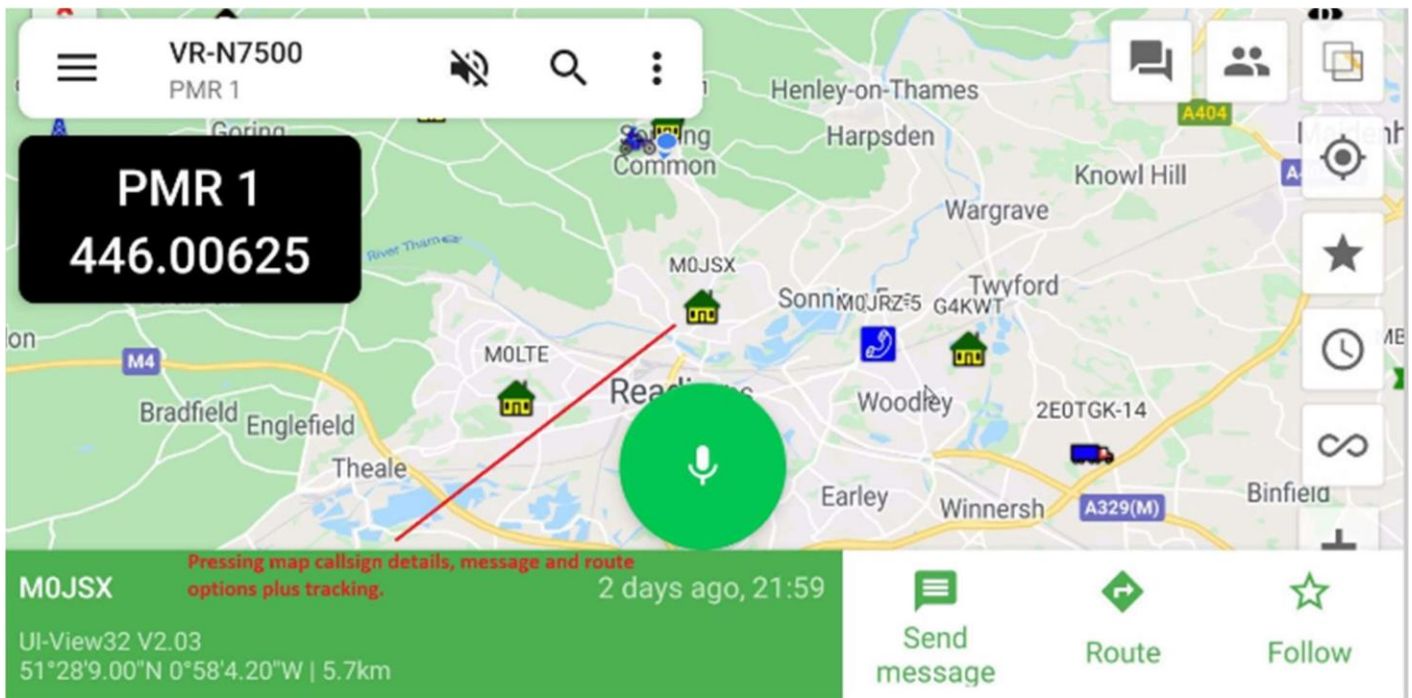 VR-N7500
PMR 1
PMR 1
446.00625
Goring
Common
Henley-on-Thames
Harpsden
A404
Knowl Hill
Wargrave
River Thames
M0JSX
Twyford
M0JRZ-5
G4KWT
M4
M0LTE
Bradfield
Englefield
Woodley
2E0TGK-14
Theale
Earley
Winnersh
A329(M)
Binfield
Pressing map callsign details, message and route
options plus tracking.
M0JSX
2 days ago, 21:59
UI-View32 V2.03
51°28'9.00"N 0°58'4.20"W | 5.7km
Send
message
Route
Follow